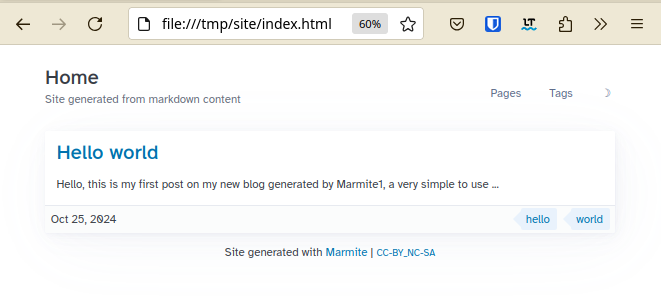 file:///tmp/site/index.html 60% LT
Home
Site generated from markdown content
Pages Tags
Hello world
Hello, this is my first post on my new blog generated by Marmite1, a very simple to use ...
Oct 25, 2024 hello world
Site generated with Marmite | CC-BY_NC-SA